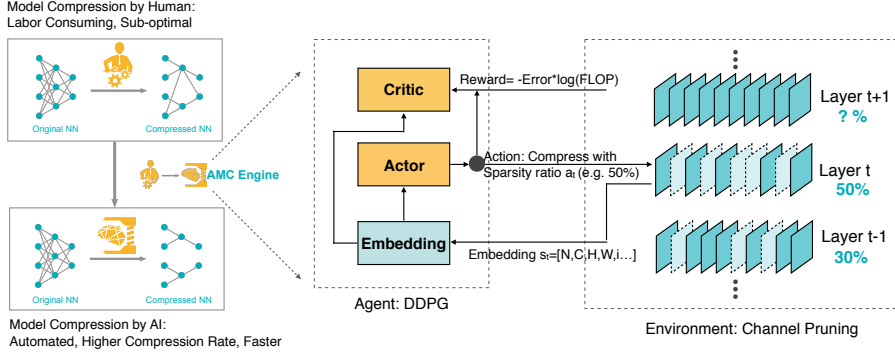 Model Compression by Human:
Labor Consuming, Sub-optimal
Original NN
Compressed NN
AMC Engine
Original NN
Compressed NN
Model Compression by AI:
Automated, Higher Compression Rate, Faster
Critic
Actor
Embedding
Agent: DDPG
Reward= -Error*log(FLOP)
Action: Compress with
Sparsity ratio aₜ (e.g. 50%)
Embedding sₜ=[N,C,H,W,i…]
Layer t+1
? %
Layer t
50%
Layer t-1
30%
Environment: Channel Pruning